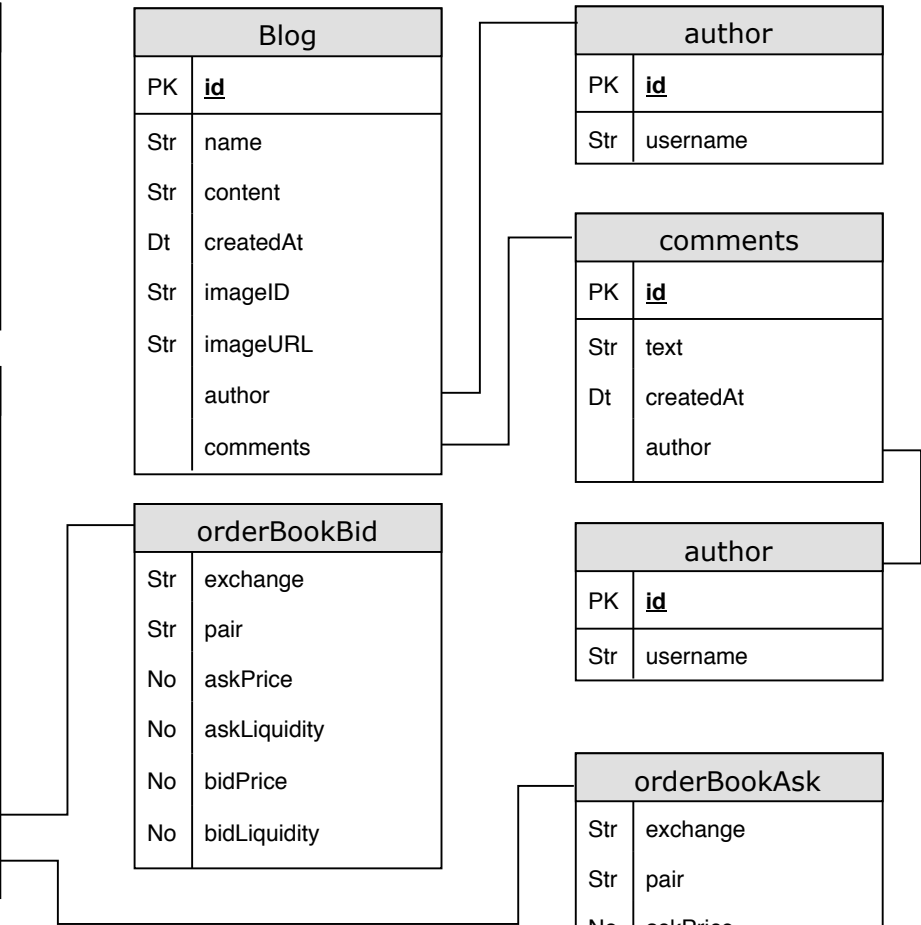 Blog
PK id
Str name
Str content
Dt createdAt
Str imageID
Str imageURL
author
comments
author
PK id
Str username
comments
PK id
Str text
Dt createdAt
author
orderBookBid
Str exchange
Str pair
No askPrice
No askLiquidity
No bidPrice
No bidLiquidity
author
PK id
Str username
orderBookAsk
Str exchange
Str pair
No askPrice